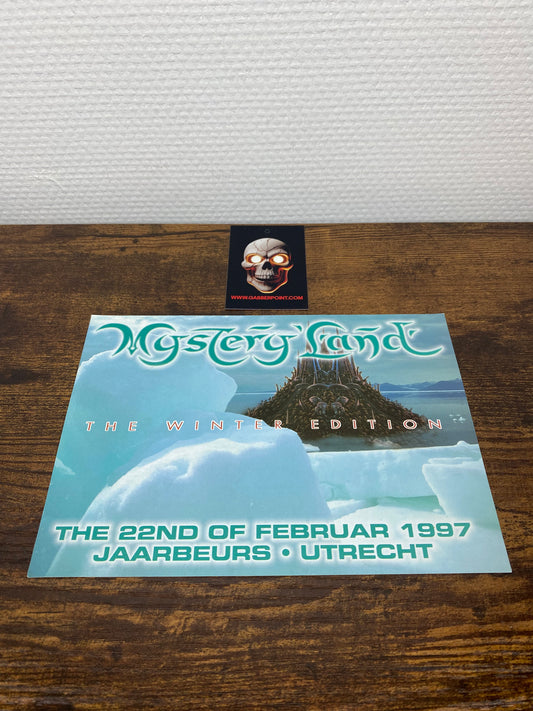 WWW.GABBERPOINT.COM
Mystery Land
THE WINTER EDITION
THE 22ND OF FEBRUAR 1997
JAARBEURS • UTRECHT